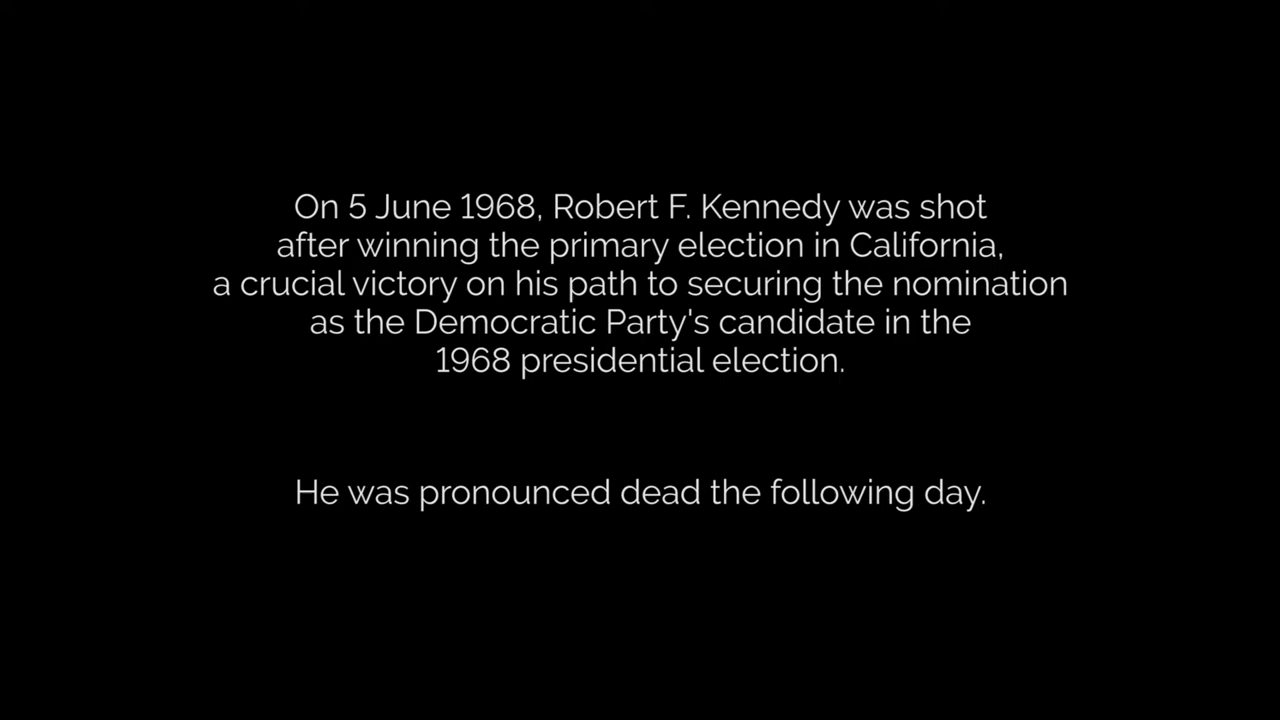 On 5 June 1968, Robert F. Kennedy was shot
after winning the primary election in California,
a crucial victory on his path to securing the nomination
as the Democratic Party's candidate in the
1968 presidential election.
He was pronounced dead the following day.